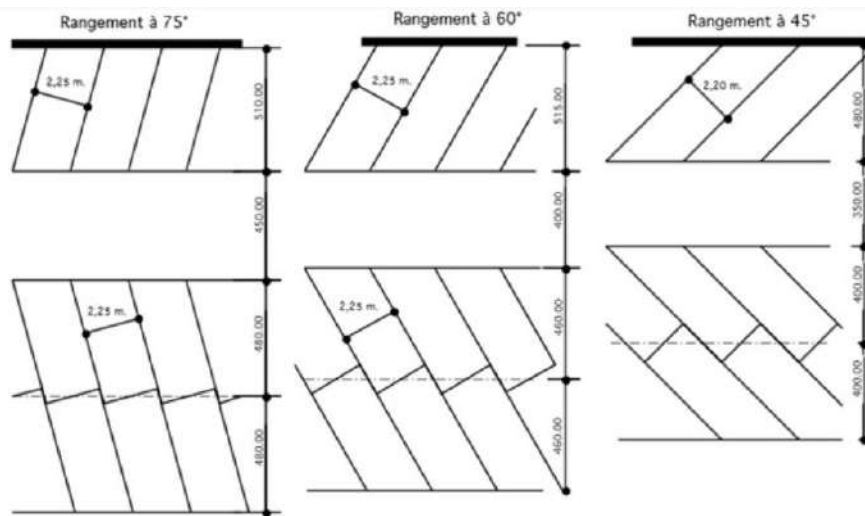 Rangement à 75°
2,25 m.
510.00
450.00
2,25 m.
480.00
480.00
Rangement à 60°
2,25 m.
515.00
400.00
2,25 m.
460.00
460.00
Rangement à 45°
2,20 m.
480.00
350.00
400.00
400.00